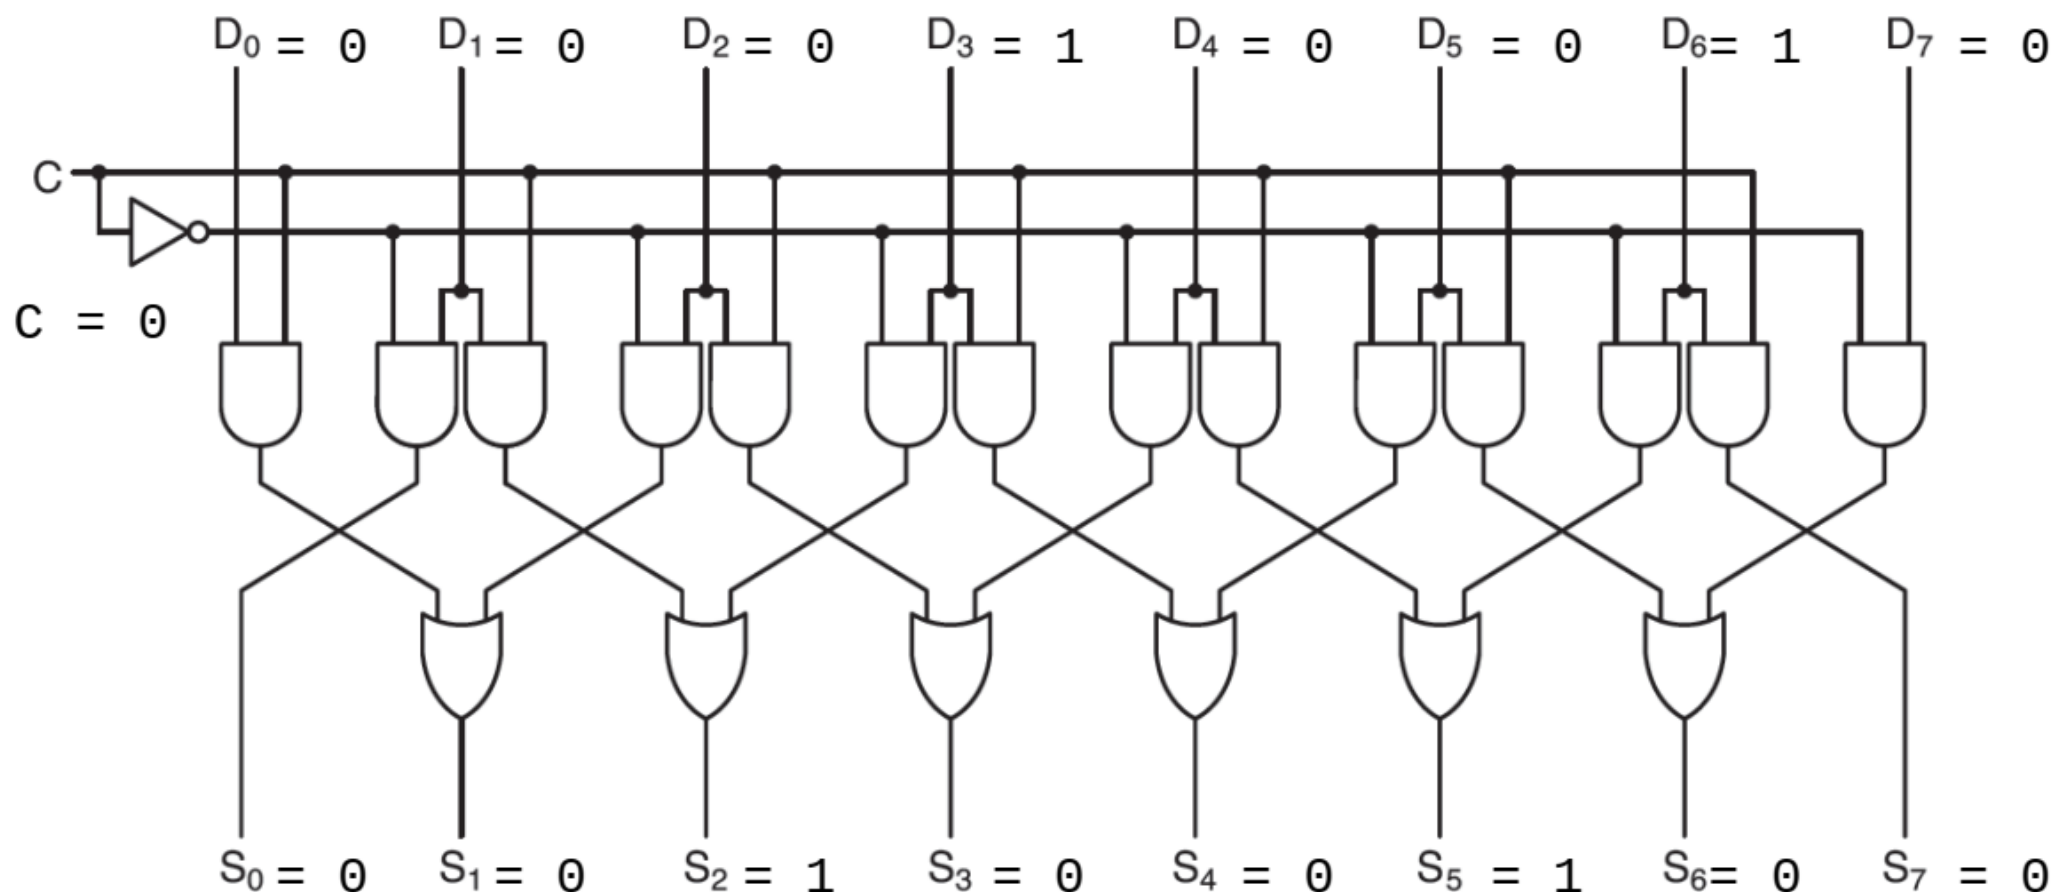 D₀ = 0 D₁ = 0 D₂ = 0 D₃ = 1 D₄ = 0 D₅ = 0 D₆ = 1 D₇ = 0
C
C = 0
S₀ = 0 S₁ = 0 S₂ = 1 S₃ = 0 S₄ = 0 S₅ = 1 S₆ = 0 S₇ = 0